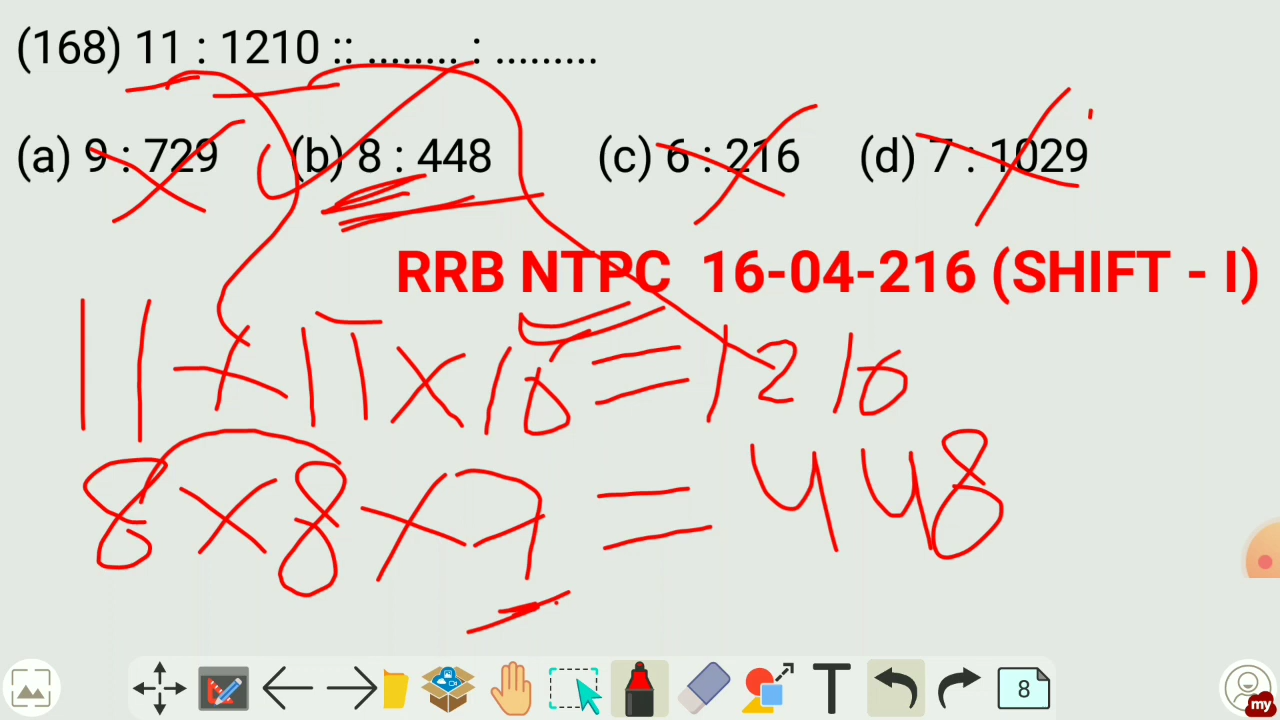 (168) 11 : 1210 :: ........ : .........
(a) 9 : 729 (b) 8 : 448 (c) 6 : 216 (d) 7 : 1029
RRB NTPC 16-04-216 (SHIFT - I)
11 × 11 × 10 = 1210
8 × 8 × 7 = 448
T 8
my